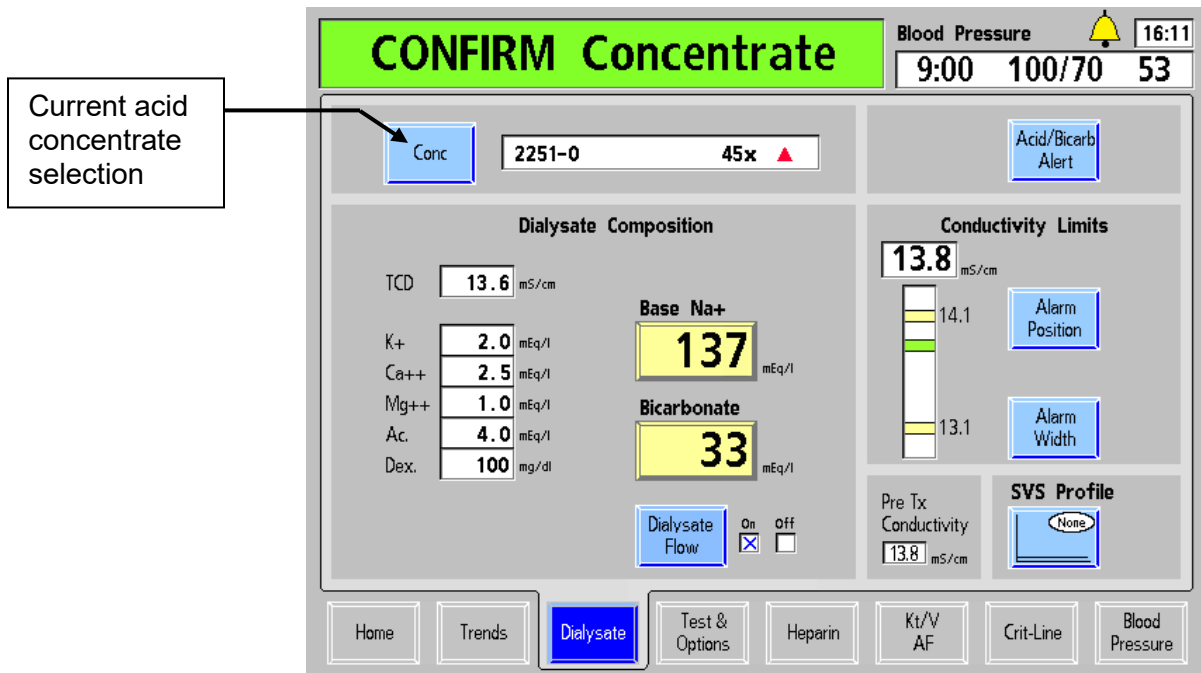 CONFIRM Concentrate
Blood Pressure
16:11
9:00 100/70 53
Current acid
concentrate
selection
Conc
2251-0 45x
Acid/Bicarb
Alert
Dialysate Composition
TCD 13.6 mS/cm
K+ 2.0 mEq/l
Ca++ 2.5 mEq/l
Mg++ 1.0 mEq/l
Ac. 4.0 mEq/l
Dex. 100 mg/dl
Base Na+
137 mEq/l
Bicarbonate
33 mEq/l
Dialysate
Flow
On Off
Conductivity Limits
13.8 mS/cm
14.1
13.1
Alarm
Position
Alarm
Width
Pre Tx
Conductivity
13.8 mS/cm
SVS Profile
None
Home
Trends
Dialysate
Test &
Options
Heparin
Kt/V
AF
Crit-Line
Blood
Pressure